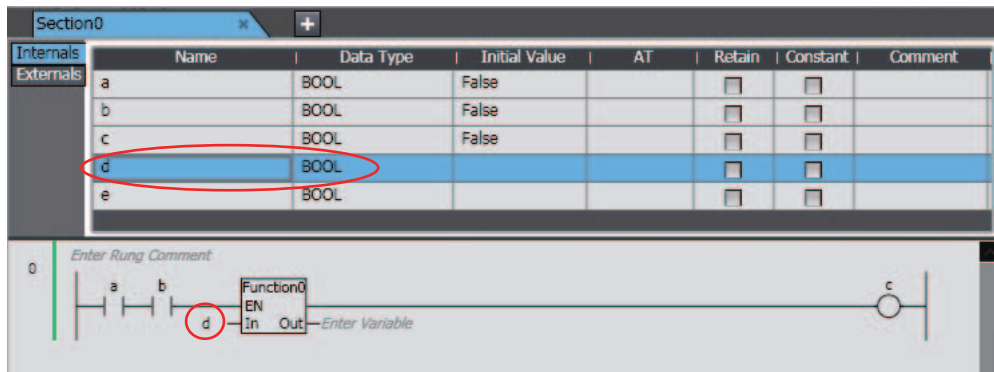 Section0 × +
Internals
Externals
Name Data Type Initial Value AT Retain Constant Comment
a BOOL False
b BOOL False
c BOOL False
d BOOL
e BOOL
0 Enter Rung Comment
a b Function0 c
EN
d In Out Enter Variable